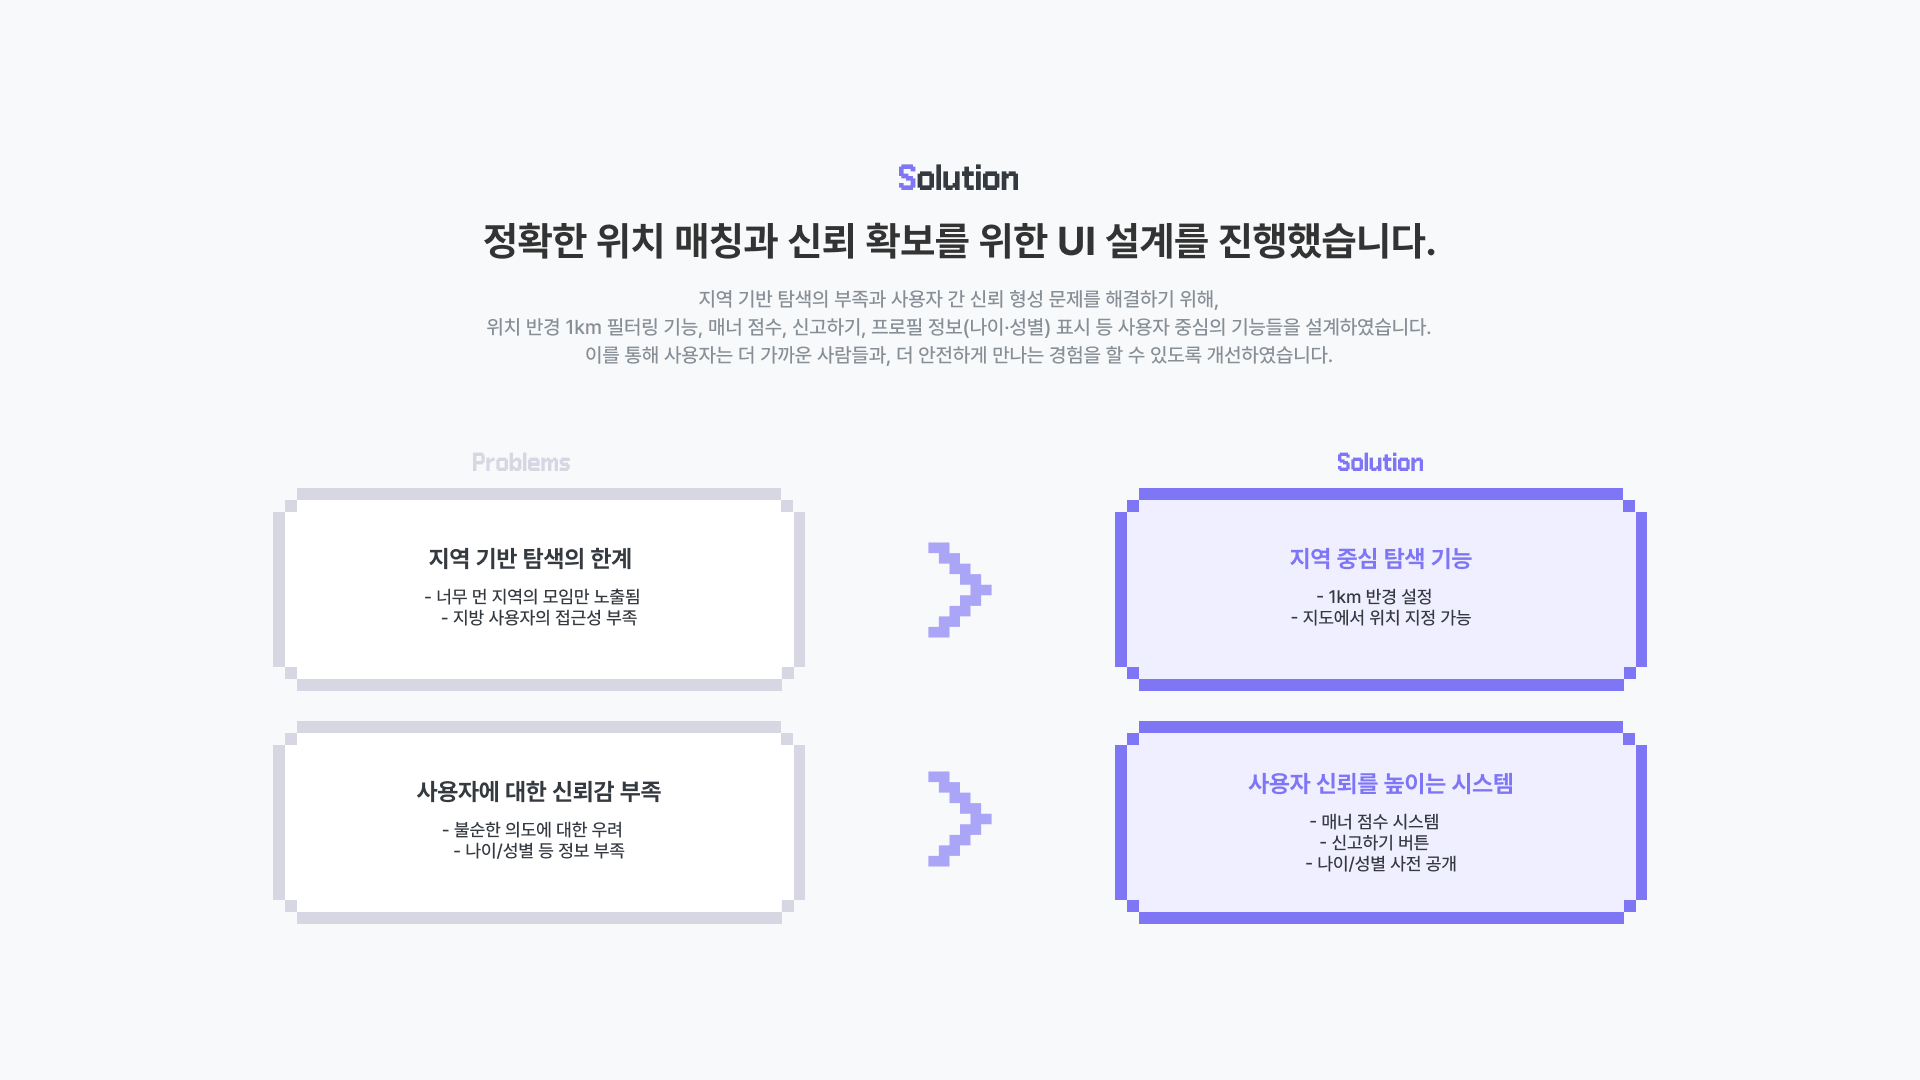 Solution
정확한 위치 매칭과 신뢰 확보를 위한 UI 설계를 진행했습니다.
지역 기반 탐색의 부족과 사용자 간 신뢰 형성 문제를 해결하기 위해,
위치 반경 1km 필터링 기능, 매너 점수, 신고하기, 프로필 정보(나이·성별) 표시 등 사용자 중심의 기능들을 설계하였습니다.
이를 통해 사용자는 더 가까운 사람들과, 더 안전하게 만나는 경험을 할 수 있도록 개선하였습니다.
Problems
지역 기반 탐색의 한계
- 너무 먼 지역의 모임만 노출됨
- 지방 사용자의 접근성 부족
Solution
지역 중심 탐색 기능
- 1km 반경 설정
- 지도에서 위치 지정 가능
사용자에 대한 신뢰감 부족
- 불순한 의도에 대한 우려
- 나이/성별 등 정보 부족
사용자 신뢰를 높이는 시스템
- 매너 점수 시스템
- 신고하기 버튼
- 나이/성별 사전 공개